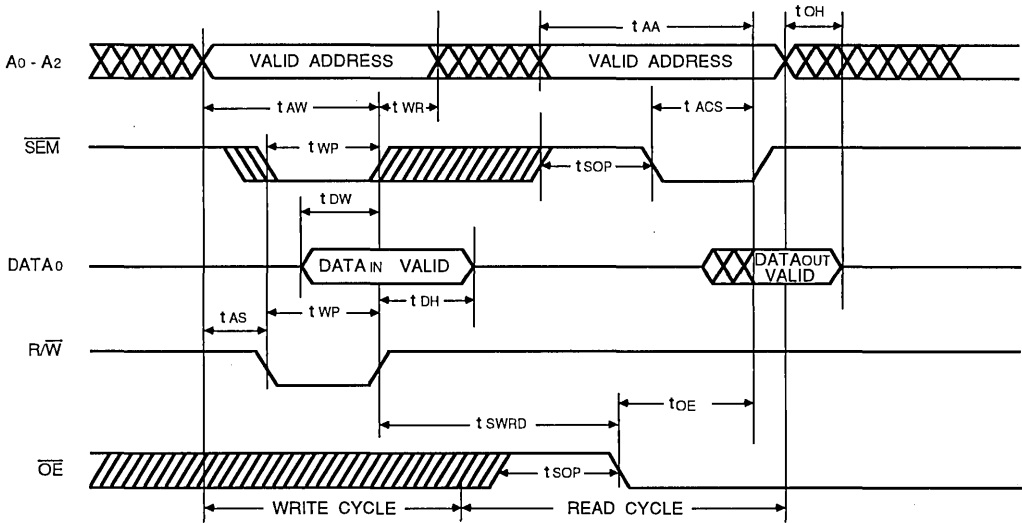 t AA
t OH
A0 - A2
VALID ADDRESS
VALID ADDRESS
t AW
t WR
t ACS
SEM
t WP
t SOP
t DW
DATA0
DATA IN VALID
DATA OUT
VALID
t DH
t AS
t WP
R/W
t SWRD
t OE
OE
t SOP
WRITE CYCLE
READ CYCLE